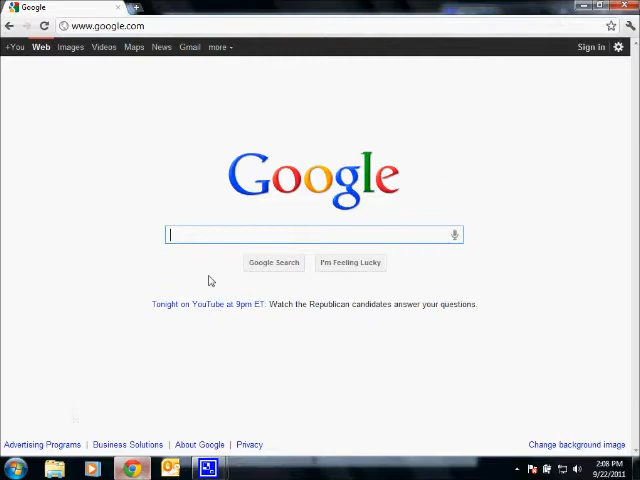 Google
www.google.com
+You Web Images Videos Maps News Gmail more Sign in
Google
Google Search I'm Feeling Lucky
Tonight on YouTube at 9pm ET: Watch the Republican candidates answer your questions.
Advertising Programs Business Solutions About Google Privacy Change background image
2:08 PM
9/22/2011